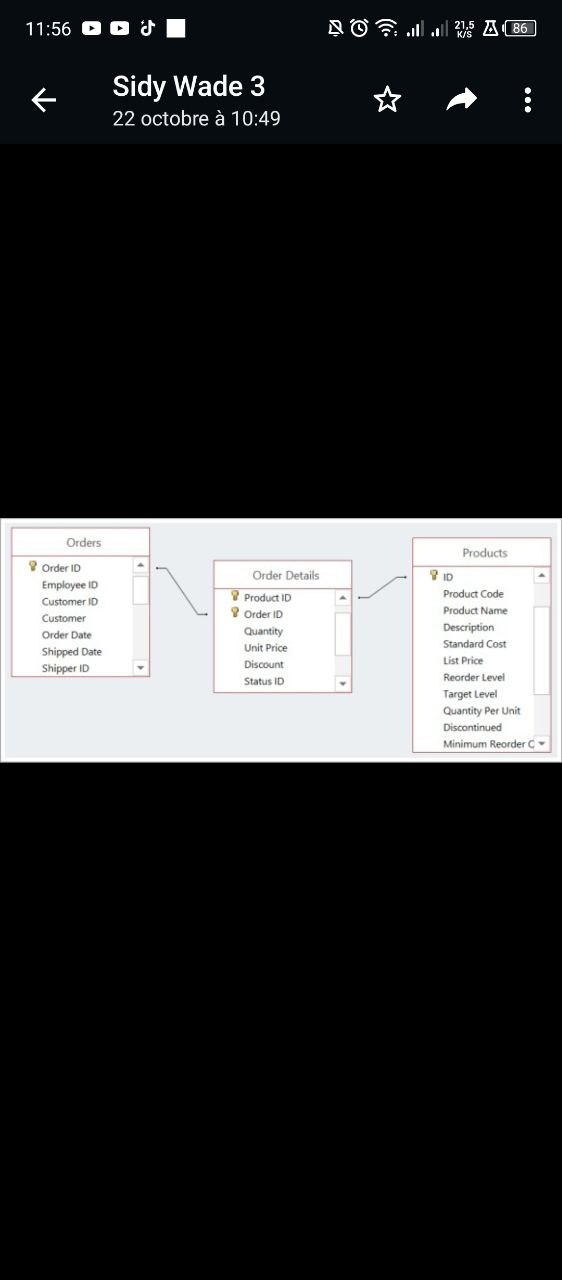 11:56
21,5
K/S
86
Sidy Wade 3
22 octobre à 10:49
Orders
Order ID
Employee ID
Customer ID
Customer
Order Date
Shipped Date
Shipper ID
Order Details
Product ID
Order ID
Quantity
Unit Price
Discount
Status ID
Products
ID
Product Code
Product Name
Description
Standard Cost
List Price
Reorder Level
Target Level
Quantity Per Unit
Discontinued
Minimum Reorder Q